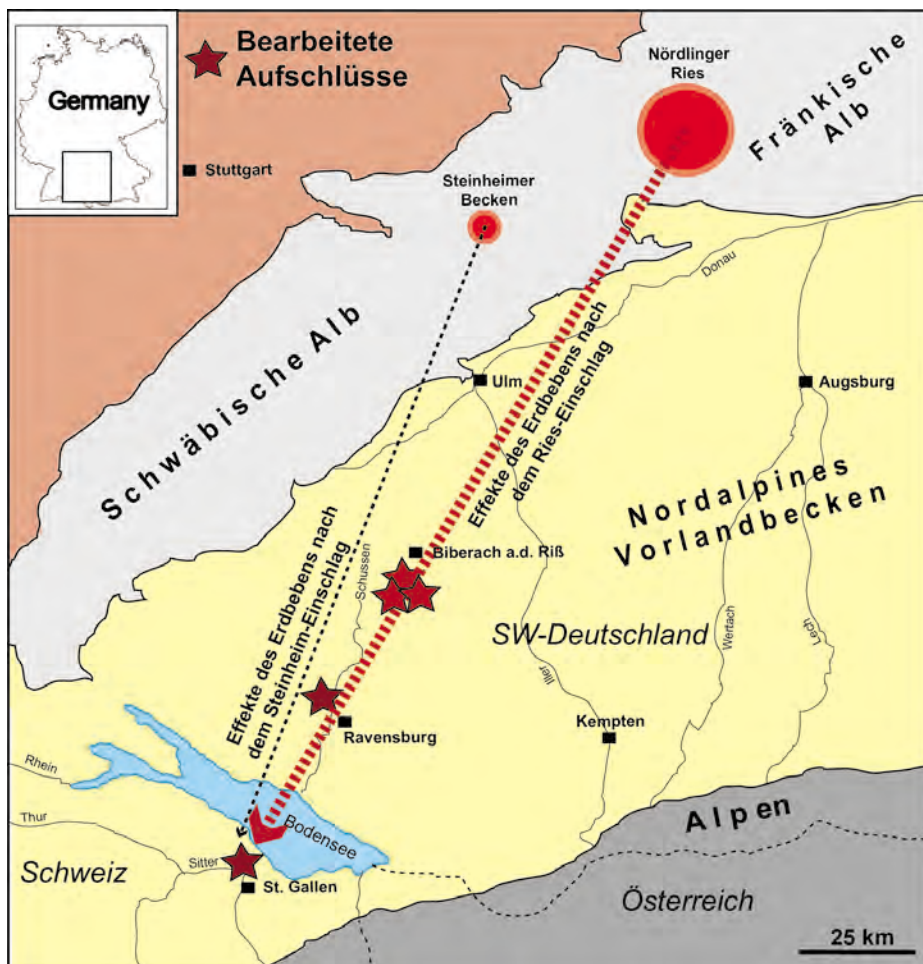 Bearbeitete
Aufschlüsse
Germany
Nördlinger
Ries
Fränkische
Alb
Stuttgart
Steinheimer
Becken
Donau
Schwäbische Alb
Effekte des Erdbebens nach
dem Ries-Einschlag
Ulm
Augsburg
Nordalpines
Vorlandbecken
Effekte des Erdbebens nach
dem Steinheim-Einschlag
Biberach a.d. Riß
Schussen
SW-Deutschland
Wertach
Lech
Iller
Ravensburg
Kempten
Rhein
Thur
Bodensee
Alpen
Schweiz
Sitter
St. Gallen
Österreich
25 km